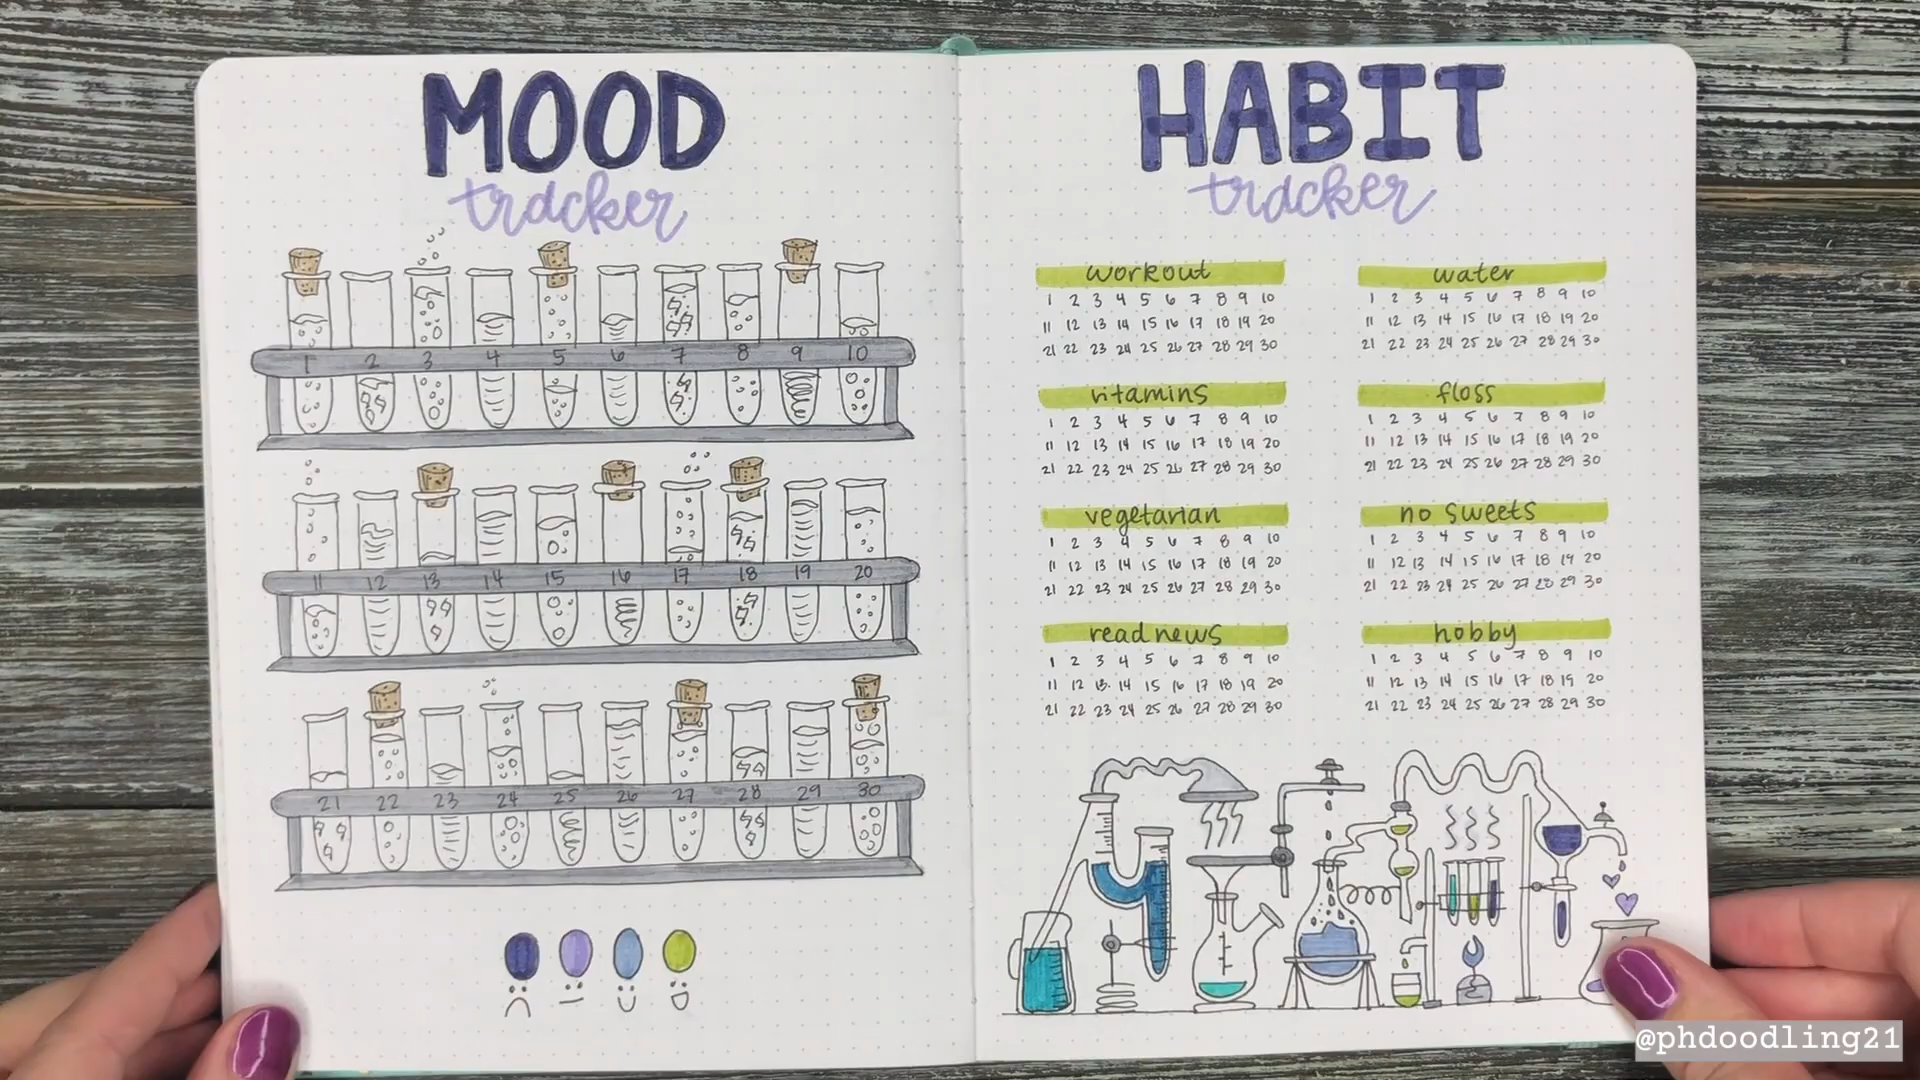 MOOD
tracker
1 2 3 4 5 6 7 8 9 10
11 12 13 14 15 16 17 18 19 20
21 22 23 24 25 26 27 28 29 30
HABIT
tracker
workout
1 2 3 4 5 6 7 8 9 10
11 12 13 14 15 16 17 18 19 20
21 22 23 24 25 26 27 28 29 30
water
1 2 3 4 5 6 7 8 9 10
11 12 13 14 15 16 17 18 19 20
21 22 23 24 25 26 27 28 29 30
vitamins
1 2 3 4 5 6 7 8 9 10
11 12 13 14 15 16 17 18 19 20
21 22 23 24 25 26 27 28 29 30
floss
1 2 3 4 5 6 7 8 9 10
11 12 13 14 15 16 17 18 19 20
21 22 23 24 25 26 27 28 29 30
vegetarian
1 2 3 4 5 6 7 8 9 10
11 12 13 14 15 16 17 18 19 20
21 22 23 24 25 26 27 28 29 30
no sweets
1 2 3 4 5 6 7 8 9 10
11 12 13 14 15 16 17 18 19 20
21 22 23 24 25 26 27 28 29 30
read news
1 2 3 4 5 6 7 8 9 10
11 12 13 14 15 16 17 18 19 20
21 22 23 24 25 26 27 28 29 30
hobby
1 2 3 4 5 6 7 8 9 10
11 12 13 14 15 16 17 18 19 20
21 22 23 24 25 26 27 28 29 30
@phdoodling21